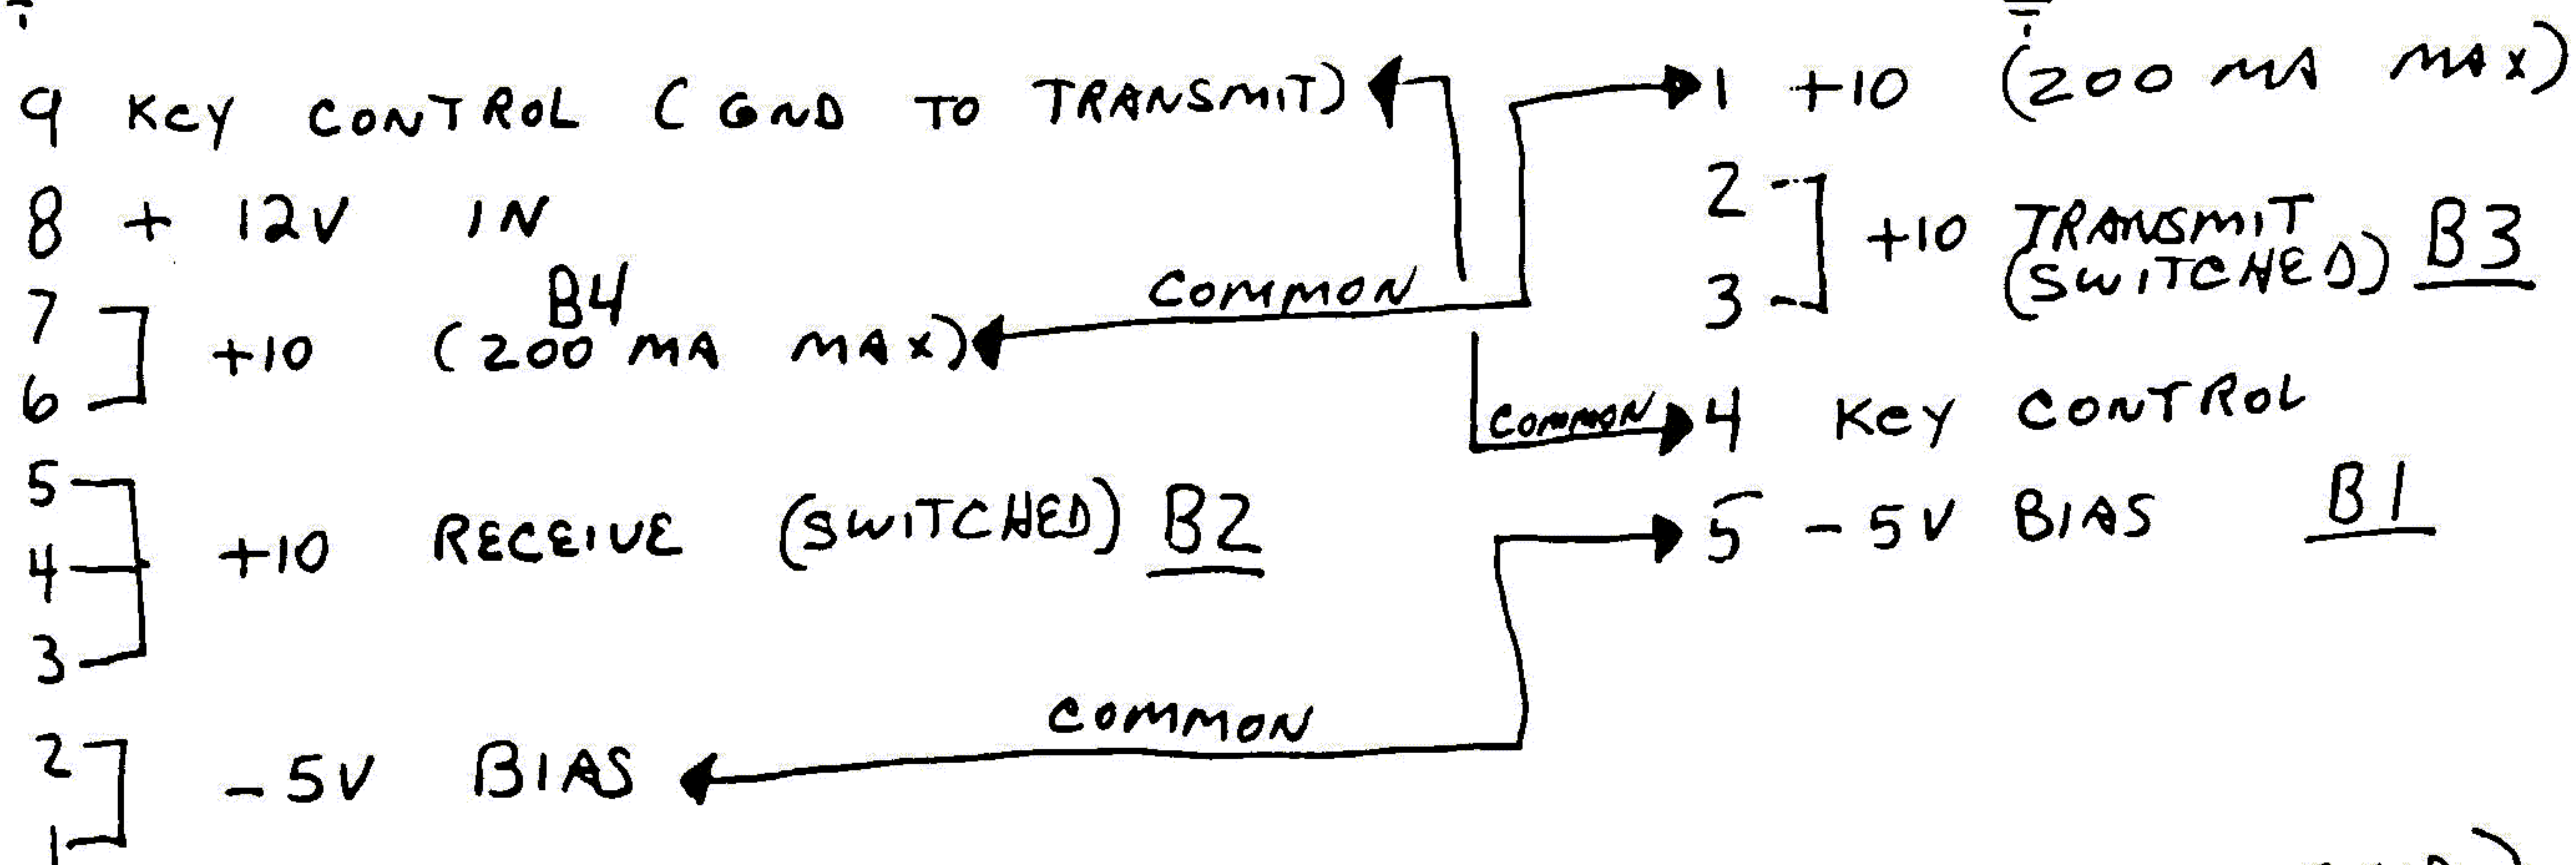 9 KEY CONTROL (GND TO TRANSMIT)
8 + 12V IN
7
B4
+10 (200 MA MAX)
6
COMMON
5
4 +10 RECEIVE (SWITCHED) B2
3
2
-5V BIAS
1
COMMON
1 +10 (200 MA MAX)
2
+10 TRANSMIT
(SWITCHED) B3
3
COMMON
4 KEY CONTROL
5 -5V BIAS B1